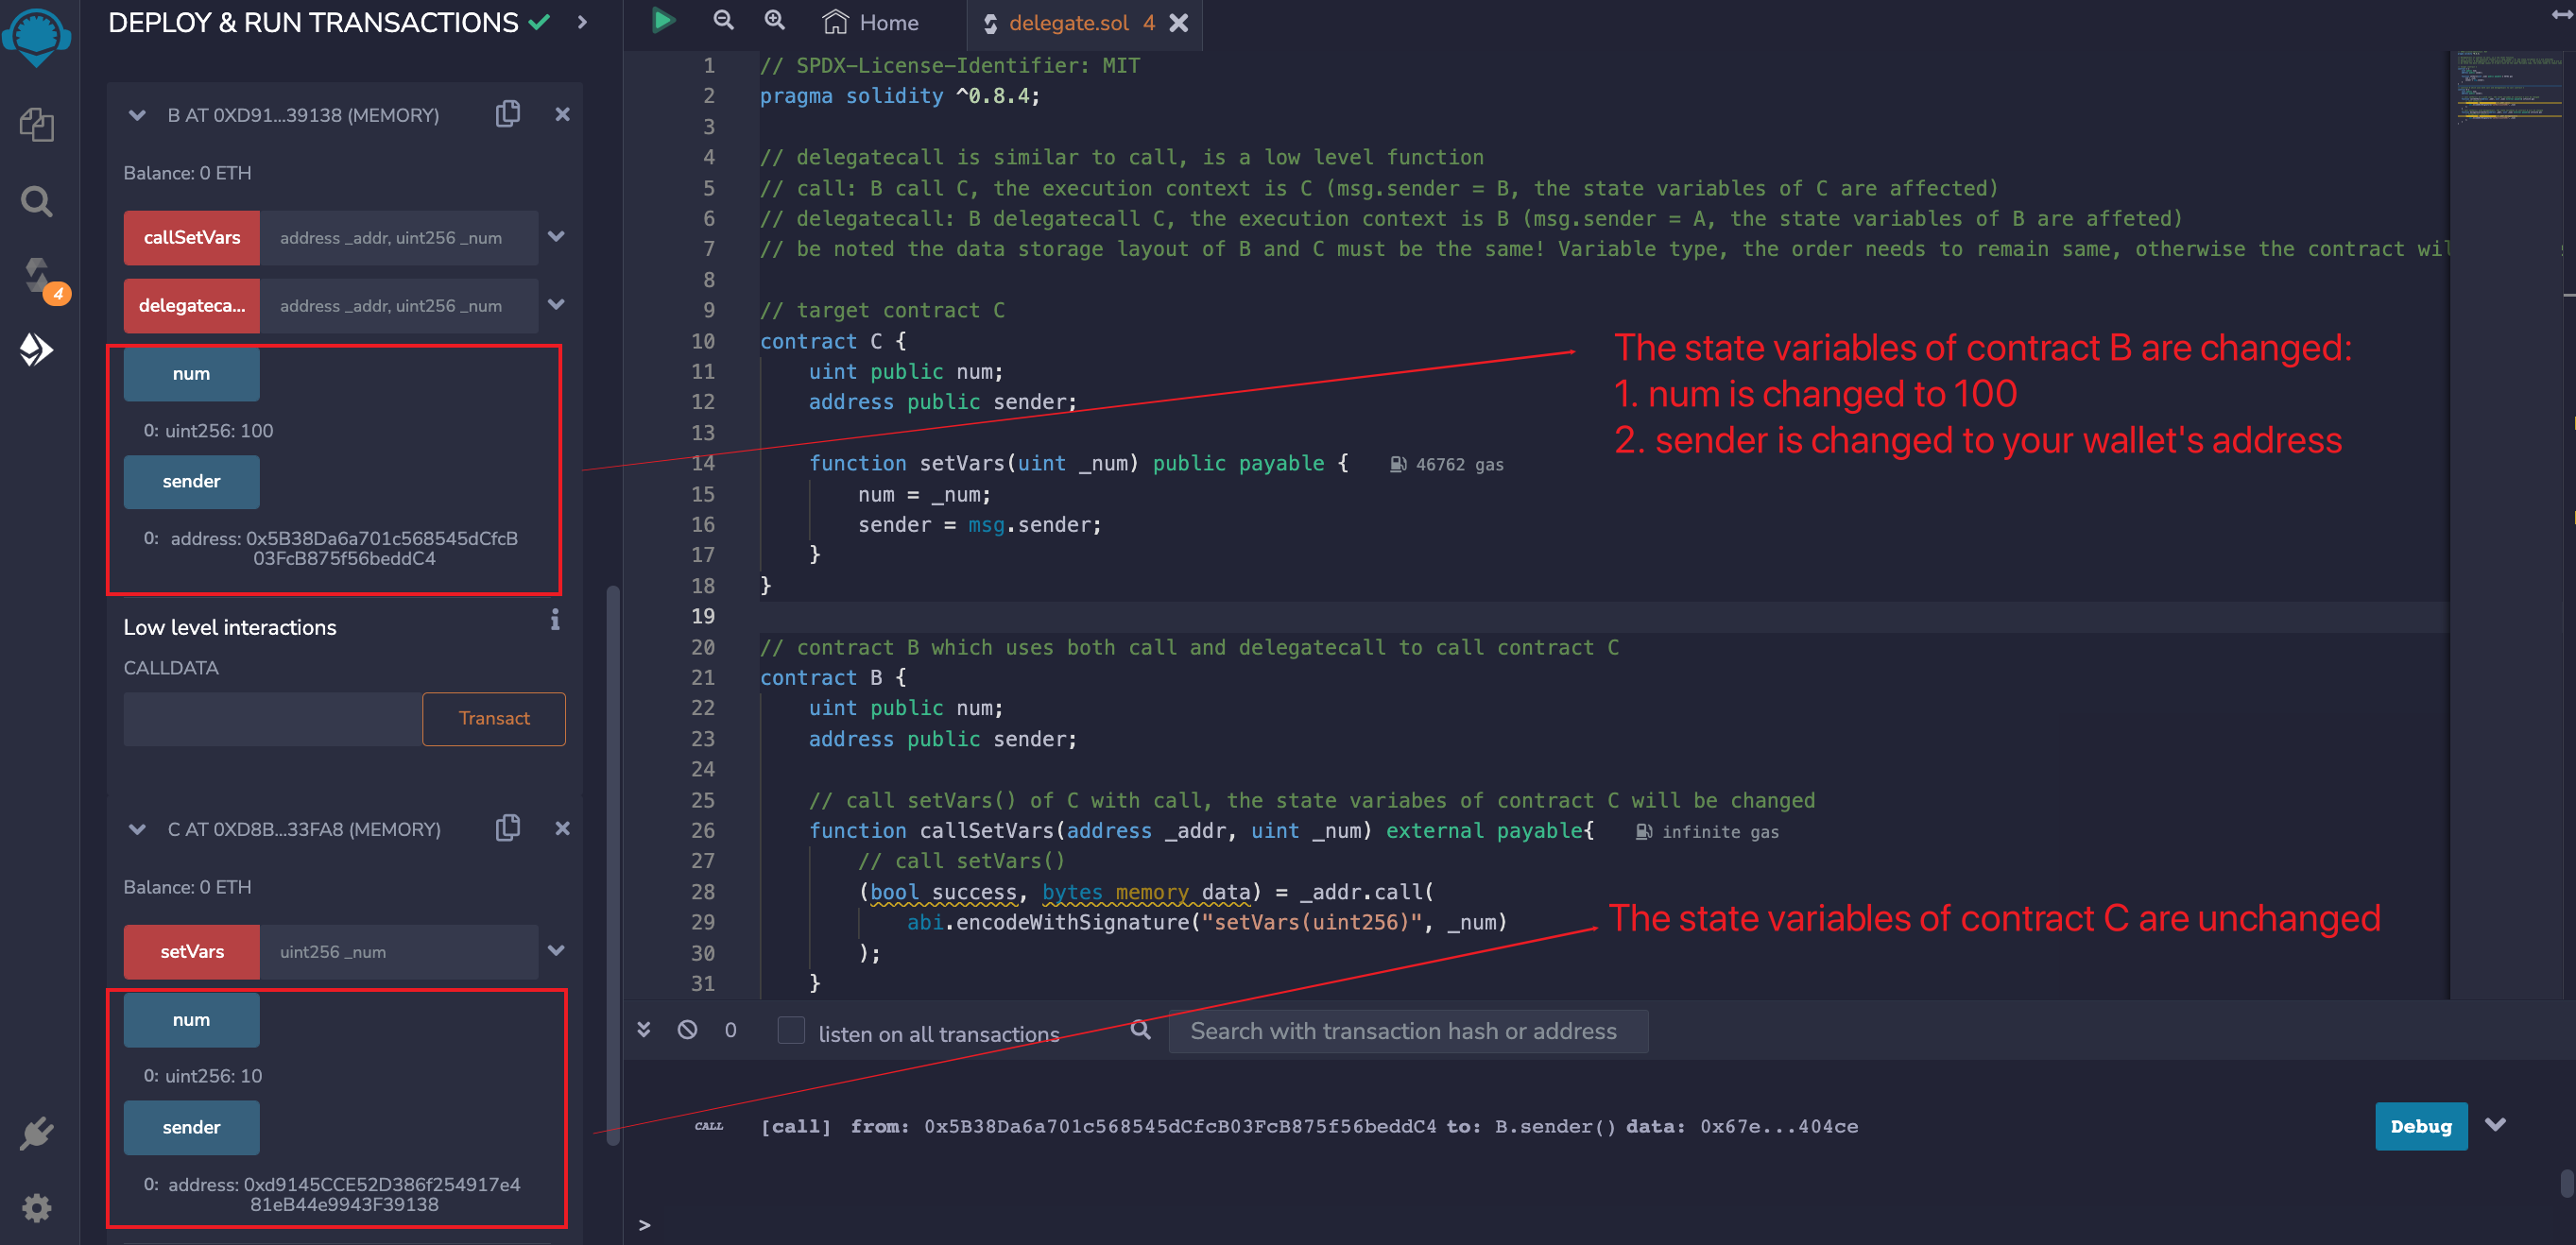 DEPLOY & RUN TRANSACTIONS
B AT 0XD91...39138 (MEMORY)
Balance: 0 ETH
callSetVars address _addr, uint256 _num
delegateca... address _addr, uint256 _num
num
0: uint256: 100
sender
0: address: 0x5B38Da6a701c568545dCfcB
03FcB875f56beddC4
Low level interactions
CALLDATA
Transact
C AT 0XD8B...33FA8 (MEMORY)
Balance: 0 ETH
setVars uint256 _num
num
0: uint256: 10
sender
0: address: 0xd9145CCE52D386f254917e4
81eB44e9943F39138
4
Home
delegate.sol 4
1 // SPDX-License-Identifier: MIT
2 pragma solidity ^0.8.4;
3
4 // delegatecall is similar to call, is a low level function
5 // call: B call C, the execution context is C (msg.sender = B, the state variables of C are affected)
6 // delegatecall: B delegatecall C, the execution context is B (msg.sender = A, the state variables of B are affeted)
7 // be noted the data storage layout of B and C must be the same! Variable type, the order needs to remain same, otherwise the contract wil
8
9 // target contract C
10 contract C {
11 uint public num;
12 address public sender;
13
14 function setVars(uint _num) public payable { 46762 gas
15 num = _num;
16 sender = msg.sender;
17 }
18 }
19
20 // contract B which uses both call and delegatecall to call contract C
21 contract B {
22 uint public num;
23 address public sender;
24
25 // call setVars() of C with call, the state variabes of contract C will be changed
26 function callSetVars(address _addr, uint _num) external payable{ infinite gas
27 // call setVars()
28 (bool success, bytes memory data) = _addr.call(
29 abi.encodeWithSignature("setVars(uint256)", _num)
30 );
31 }
The state variables of contract B are changed:
1. num is changed to 100
2. sender is changed to your wallet's address
The state variables of contract C are unchanged
0 listen on all transactions Search with transaction hash or address
CALL [call] from: 0x5B38Da6a701c568545dCfcB03FcB875f56beddC4 to: B.sender() data: 0x67e...404ce
Debug
>